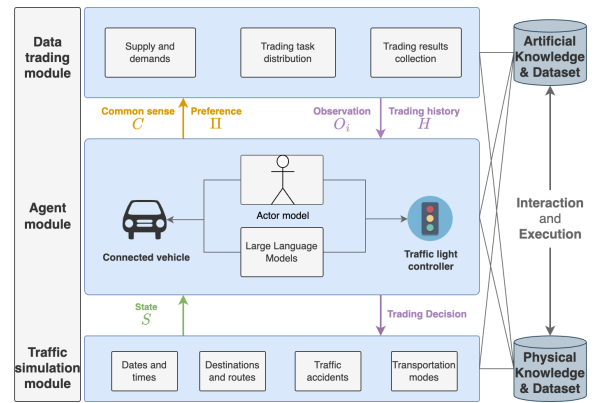 Data
trading module
Supply and
demands
Trading task
distribution
Trading results
collection
Artificial
Knowledge
& Dataset
Common sense
C
Preference
Π
Observation
O_i
Trading history
H
Agent
module
Actor model
Large Language
Models
Connected vehicle
Traffic light
controller
Interaction
and
Execution
State
S
Trading Decision
Traffic
simulation
module
Dates and
times
Destinations
and routes
Traffic
accidents
Transportation
modes
Physical
Knowledge
& Dataset